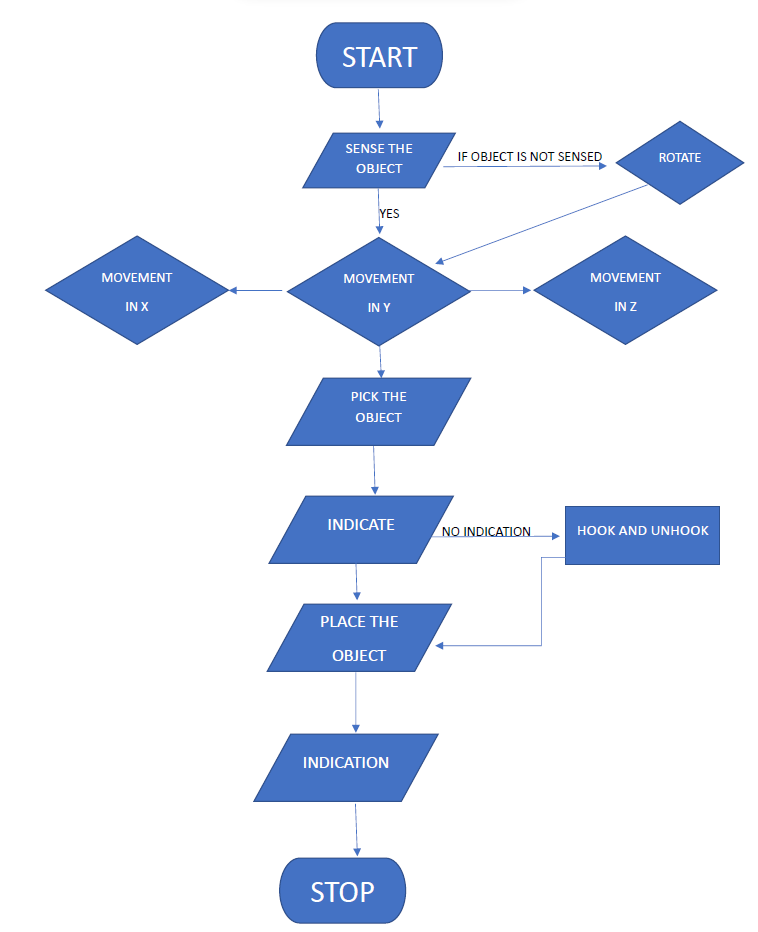 START
SENSE THE
OBJECT
IF OBJECT IS NOT SENSED
ROTATE
YES
MOVEMENT
IN X
MOVEMENT
IN Y
MOVEMENT
IN Z
PICK THE
OBJECT
INDICATE
NO INDICATION
HOOK AND UNHOOK
PLACE THE
OBJECT
INDICATION
STOP